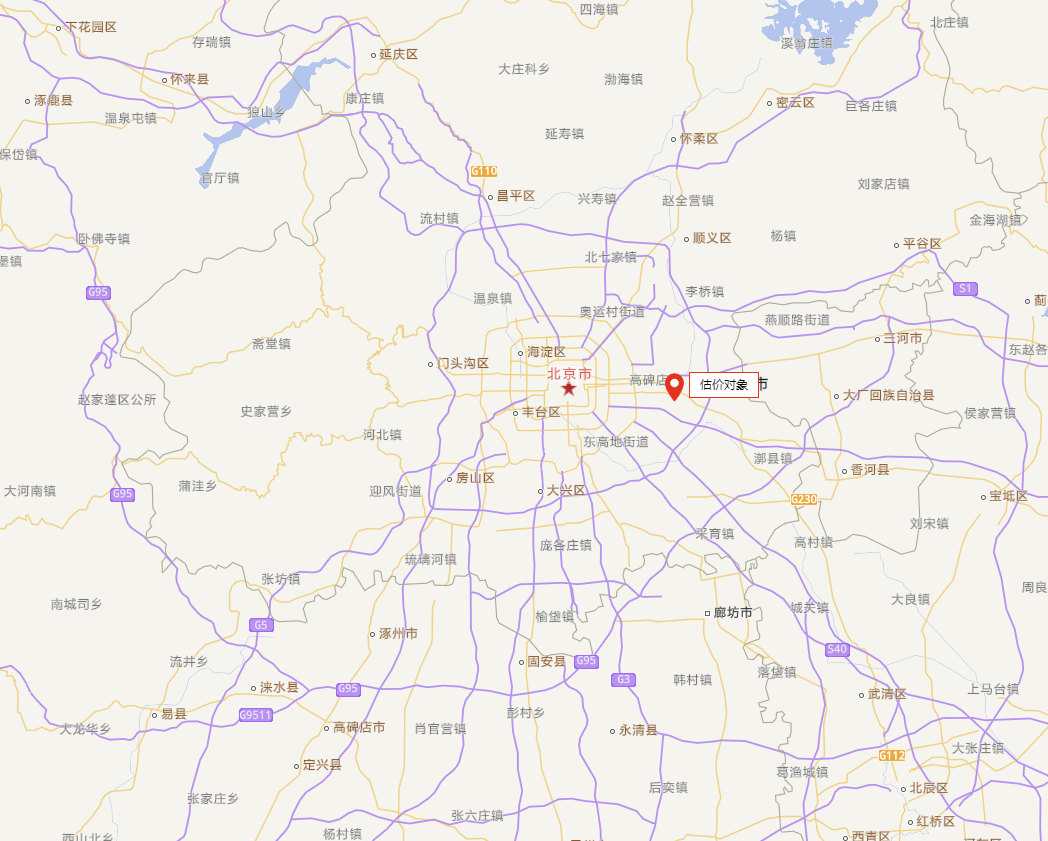 四海镇
北庄镇
下花园区
存瑞镇
溪翁庄镇
延庆区
大庄科乡
怀来县
渤海镇
涿鹿县
康庄镇
密云区
巨各庄镇
狼山乡
温泉屯镇
延寿镇
怀柔区
保岱镇
G110
官厅镇
刘家店镇
昌平区
兴寿镇
赵全营镇
流村镇
金海湖镇
卧佛寺镇
顺义区
杨镇
平谷区
北七家镇
G95
S1
李桥镇
温泉镇
蓟
奥运村街道
燕顺路街道
斋堂镇
三河市
东赵各
海淀区
门头沟区
北京市
高碑店
估价对象
市
赵家蓬区公所
大厂回族自治县
史家营乡
丰台区
侯家营镇
河北镇
东高地街道
漷县镇
香河县
房山区
蒲洼乡
大河南镇
迎风街道
大兴区
G95
G230
宝坻区
刘宋镇
采育镇
庞各庄镇
高村镇
琉璃河镇
张坊镇
周良
大良镇
南城司乡
城关镇
榆垡镇
廊坊市
G5
涿州市
S40
流井乡
固安县
G95
落垡镇
G3
韩村镇
涞水县
G95
武清区
上马台镇
易县
G9511
彭村乡
大龙华乡
高碑店市
肖官营镇
永清县
大张庄镇
G112
定兴县
葛渔城镇
后奕镇
北辰区
张家庄乡
张六庄镇
红桥区
杨村镇
西青区
西山北乡